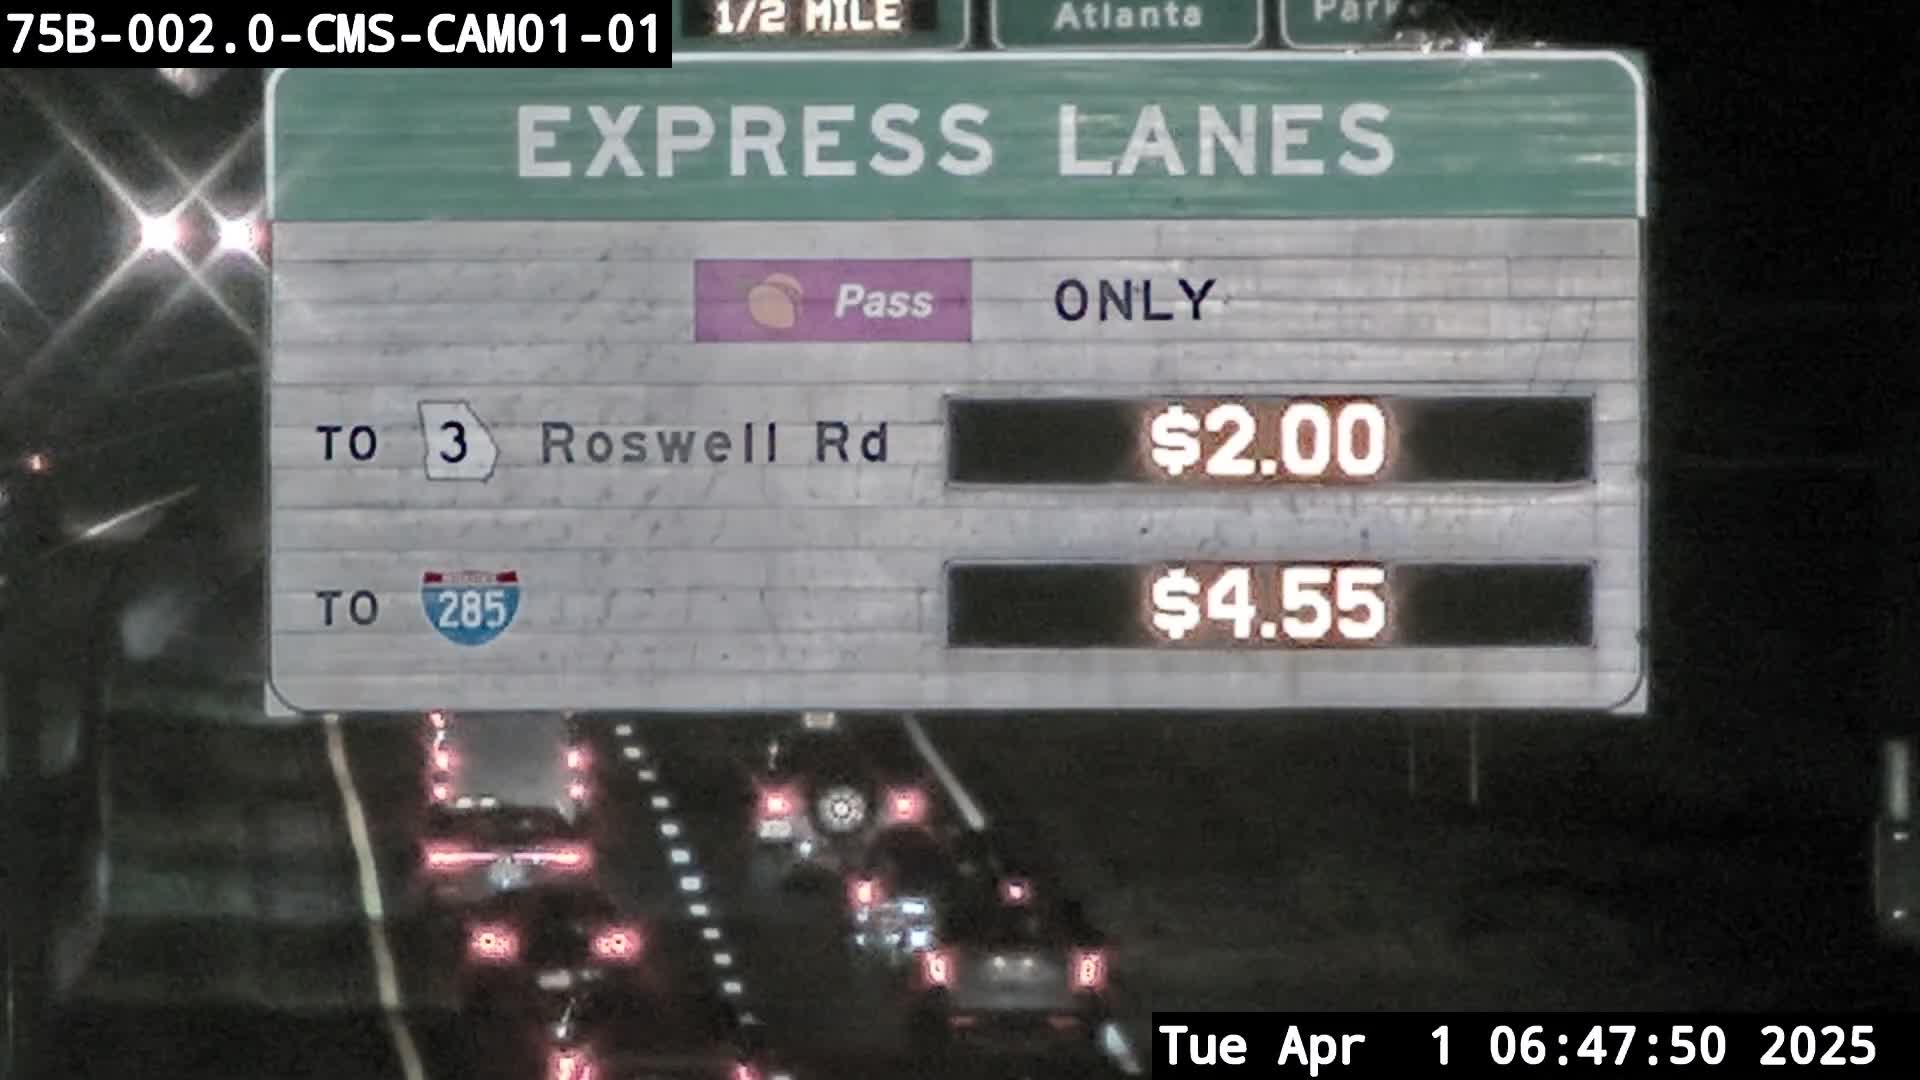 75B-002.0-CMS-CAM01-01
1/2 MILE
Atlanta
EXPRESS LANES
Pass ONLY
TO 3 Roswell Rd $2.00
TO 285 $4.55
Tue Apr 1 06:47:50 2025